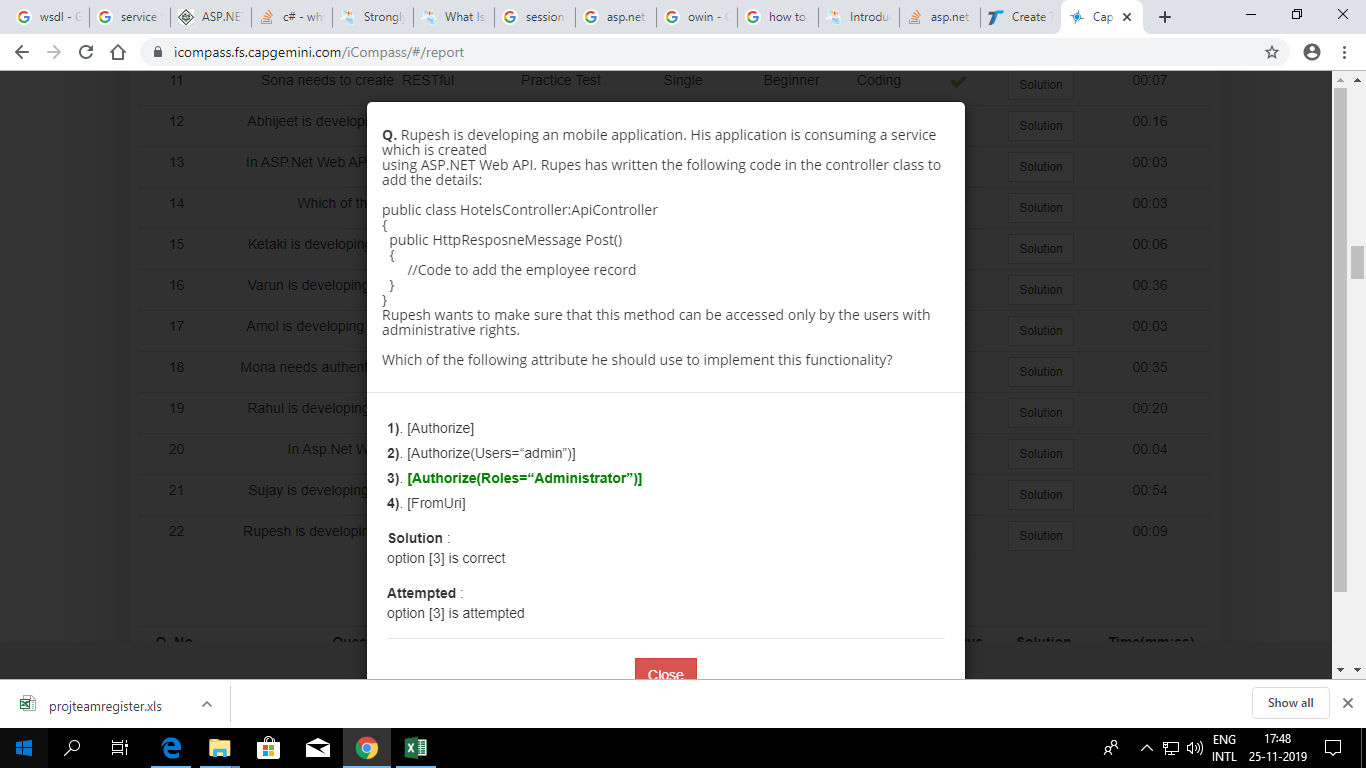 wsdl - G
service
ASP.NE
c# - wh
Strongly
What Is
session
asp.net
owin - G
how to
Introdu
asp.net
Create T
Cap
icompass.fs.capgemini.com/iCompass/#/report
11 Sona needs to create RESTful Practice Test Single Beginner Coding Solution 00:07
12 Abhijeet is develop Solution 00:16
13 In ASP.Net Web AP Solution 00:03
14 Which of th Solution 00:03
15 Ketaki is developin Solution 00:06
16 Varun is developing Solution 00:36
17 Amol is developing Solution 00:03
18 Mona needs authent Solution 00:35
19 Rahul is developing Solution 00:20
20 In Asp.Net W Solution 00:04
21 Sujay is developing Solution 00:54
22 Rupesh is developin Solution 00:09
Q. Rupesh is developing an mobile application. His application is consuming a service
which is created
using ASP.NET Web API. Rupes has written the following code in the controller class to
add the details:
public class HotelsController:ApiController
{
public HttpResposneMessage Post()
{
//Code to add the employee record
}
}
Rupesh wants to make sure that this method can be accessed only by the users with
administrative rights.
Which of the following attribute he should use to implement this functionality?
1). [Authorize]
2). [Authorize(Users=“admin”)]
3). [Authorize(Roles=“Administrator”)]
4). [FromUri]
Solution :
option [3] is correct
Attempted :
option [3] is attempted
Close
Q. No Solution Time(mm:ss)
projteamregister.xls
Show all
ENG
INTL
17:48
25-11-2019